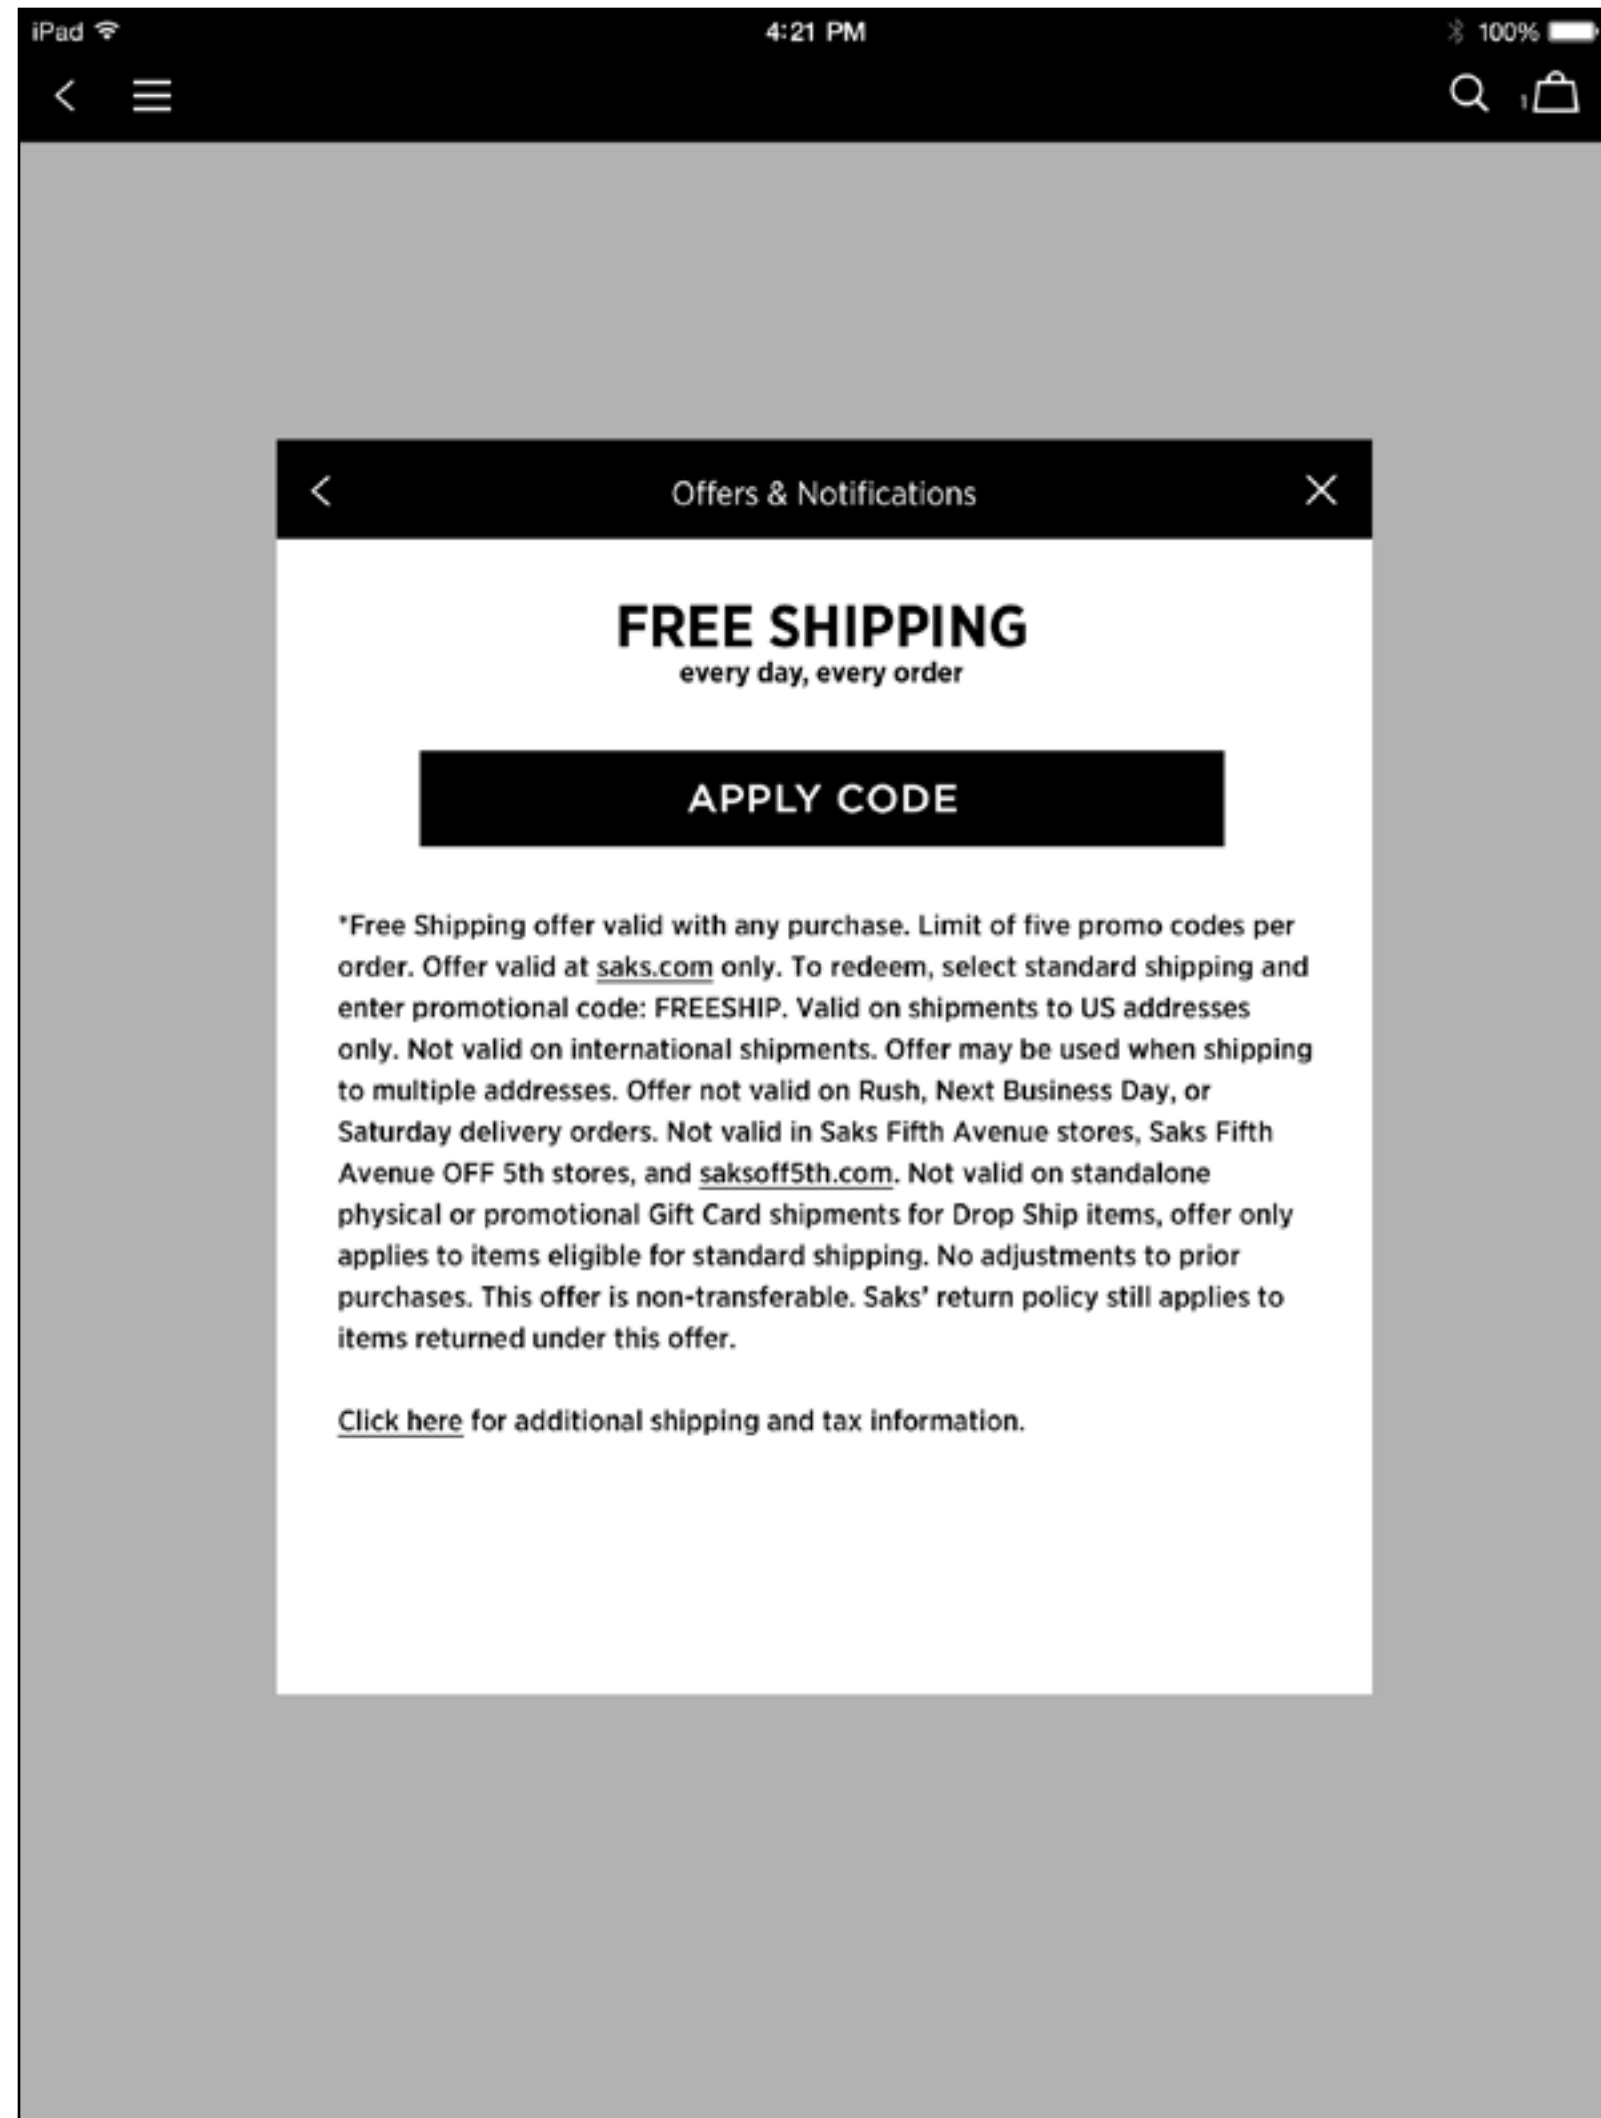 iPad 4:21 PM 100%
1
Offers & Notifications
FREE SHIPPING
every day, every order
APPLY CODE
*Free Shipping offer valid with any purchase. Limit of five promo codes per
order. Offer valid at saks.com only. To redeem, select standard shipping and
enter promotional code: FREESHIP. Valid on shipments to US addresses
only. Not valid on international shipments. Offer may be used when shipping
to multiple addresses. Offer not valid on Rush, Next Business Day, or
Saturday delivery orders. Not valid in Saks Fifth Avenue stores, Saks Fifth
Avenue OFF 5th stores, and saksoff5th.com. Not valid on standalone
physical or promotional Gift Card shipments for Drop Ship items, offer only
applies to items eligible for standard shipping. No adjustments to prior
purchases. This offer is non-transferable. Saks’ return policy still applies to
items returned under this offer.
Click here for additional shipping and tax information.